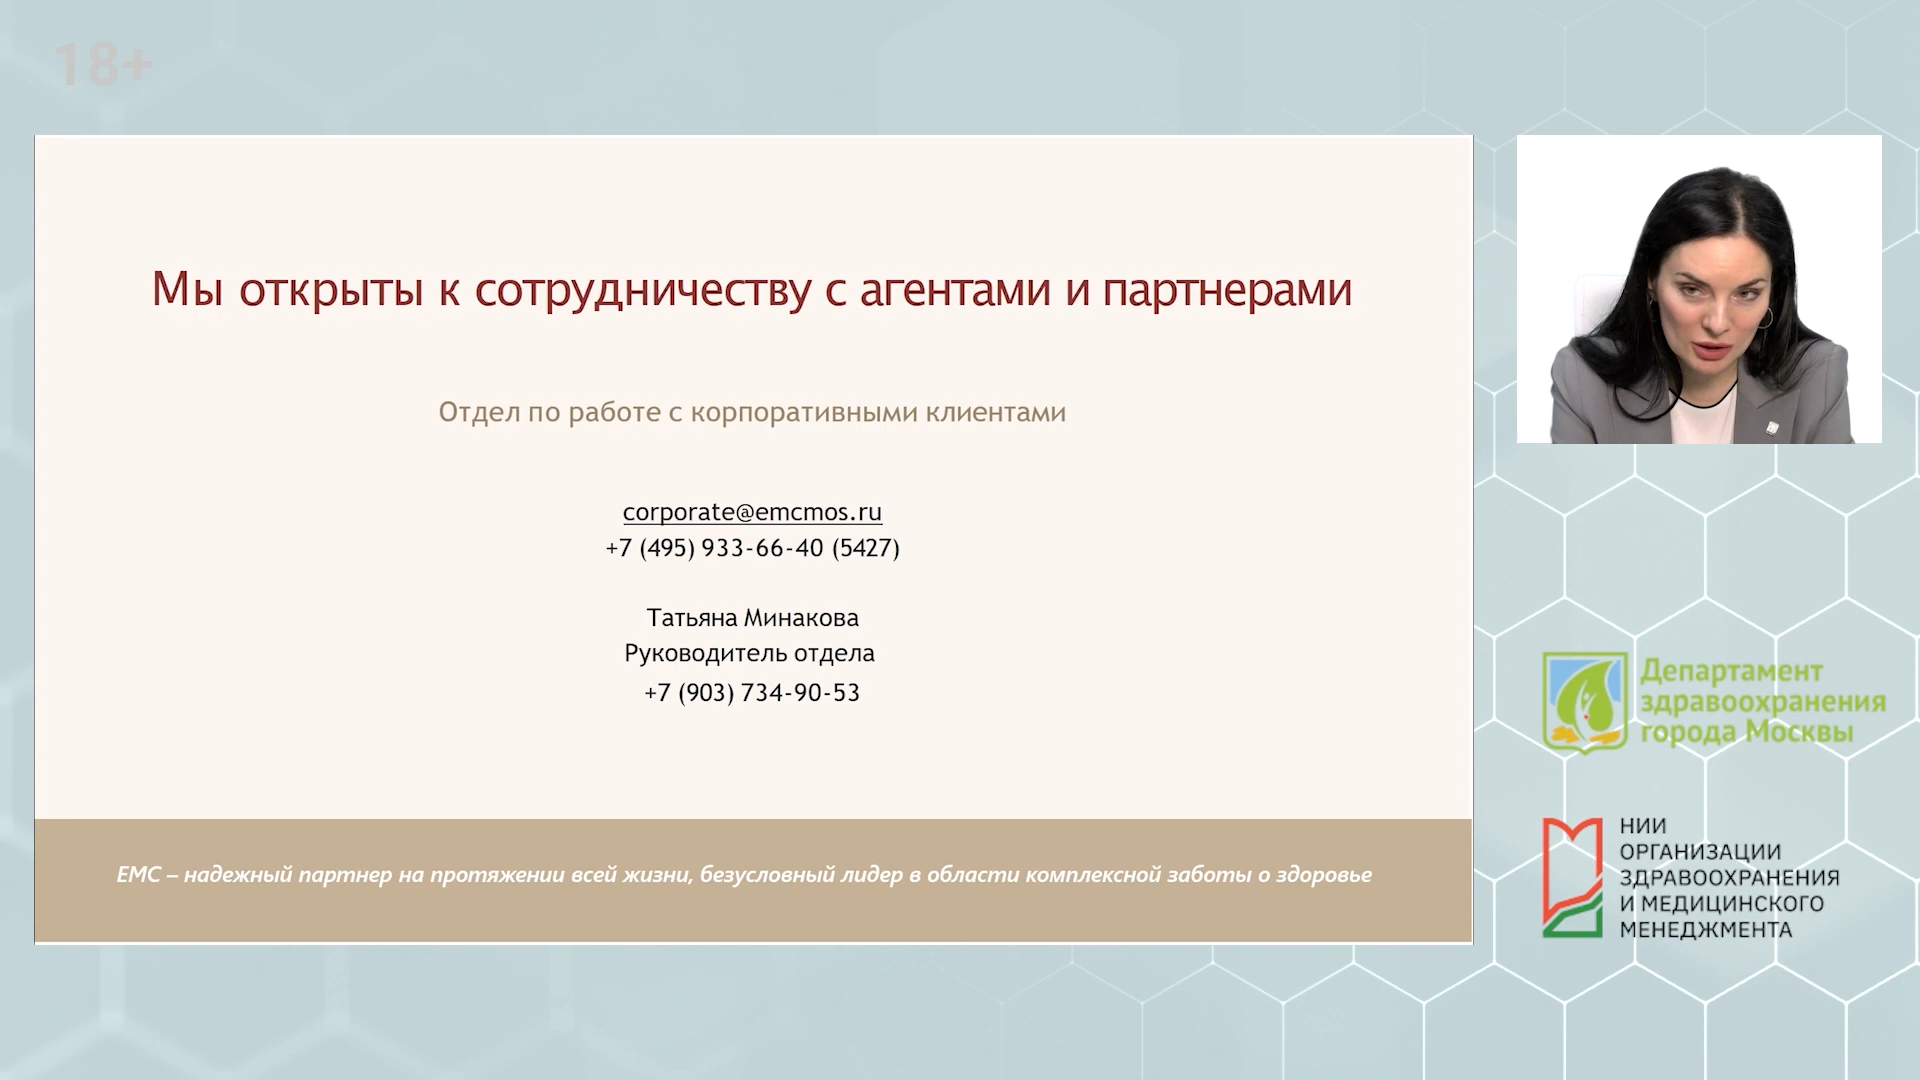 18+
Мы открыты к сотрудничеству с агентами и партнерами
Отдел по работе с корпоративными клиентами
corporate@emcmos.ru
+7 (495) 933-66-40 (5427)
Татьяна Минакова
Руководитель отдела
+7 (903) 734-90-53
ЕМС – надежный партнер на протяжении всей жизни, безусловный лидер в области комплексной заботы о здоровье
Департамент
здравоохранения
города Москвы
НИИ
ОРГАНИЗАЦИИ
ЗДРАВООХРАНЕНИЯ
И МЕДИЦИНСКОГО
МЕНЕДЖМЕНТА